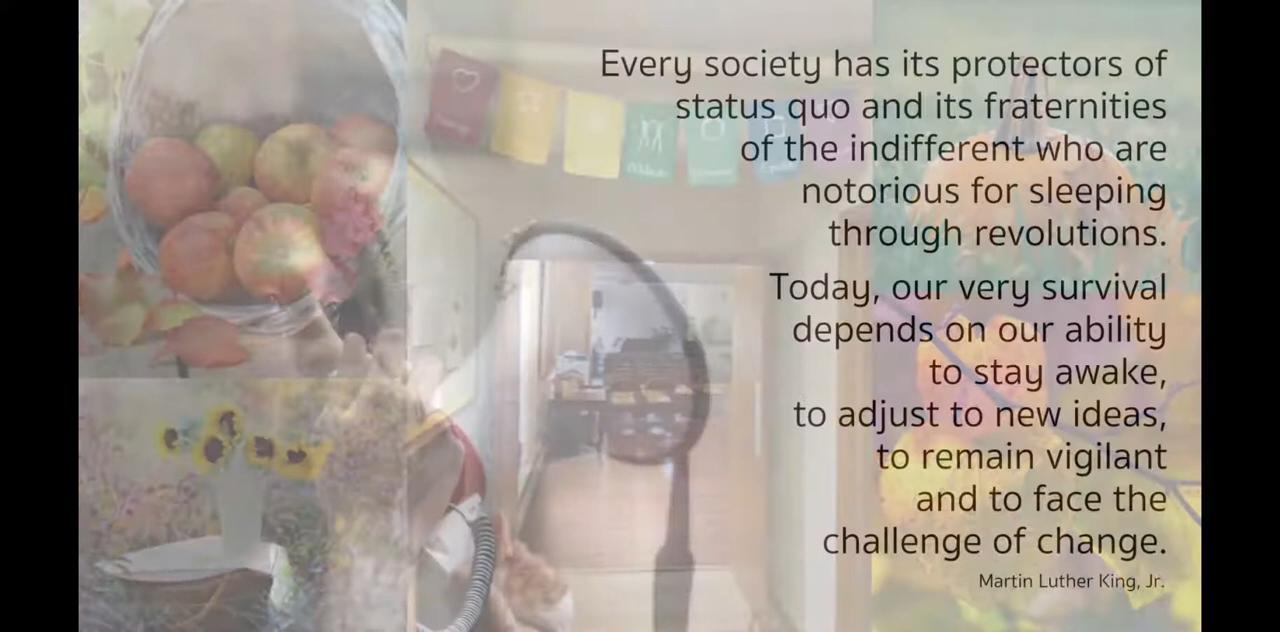 Every society has its protectors of
status quo and its fraternities
of the indifferent who are
notorious for sleeping
through revolutions.
Today, our very survival
depends on our ability
to stay awake,
to adjust to new ideas,
to remain vigilant
and to face the
challenge of change.
Martin Luther King, Jr.